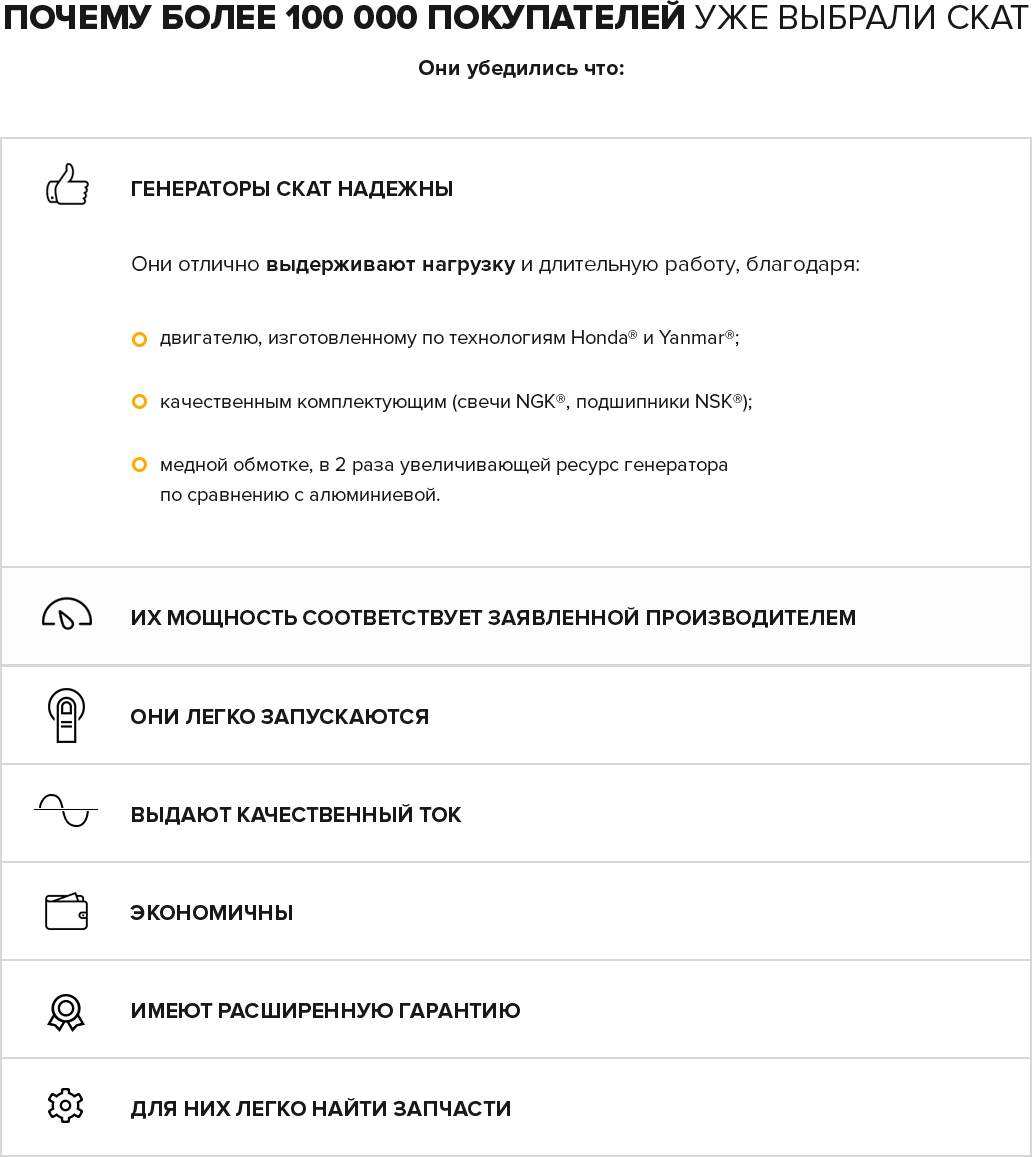 ПОЧЕМУ БОЛЕЕ 100 000 ПОКУПАТЕЛЕЙ УЖЕ ВЫБРАЛИ СКАТ
Они убедились что:
ГЕНЕРАТОРЫ СКАТ НАДЕЖНЫ
Они отлично выдерживают нагрузку и длительную работу, благодаря:
двигателю, изготовленному по технологиям Honda® и Yanmar®;
качественным комплектующим (свечи NGK®, подшипники NSK®);
медной обмотке, в 2 раза увеличивающей ресурс генератора
по сравнению с алюминиевой.
ИХ МОЩНОСТЬ СООТВЕТСТВУЕТ ЗАЯВЛЕННОЙ ПРОИЗВОДИТЕЛЕМ
ОНИ ЛЕГКО ЗАПУСКАЮТСЯ
ВЫДАЮТ КАЧЕСТВЕННЫЙ ТОК
ЭКОНОМИЧНЫ
ИМЕЮТ РАСШИРЕННУЮ ГАРАНТИЮ
ДЛЯ НИХ ЛЕГКО НАЙТИ ЗАПЧАСТИ